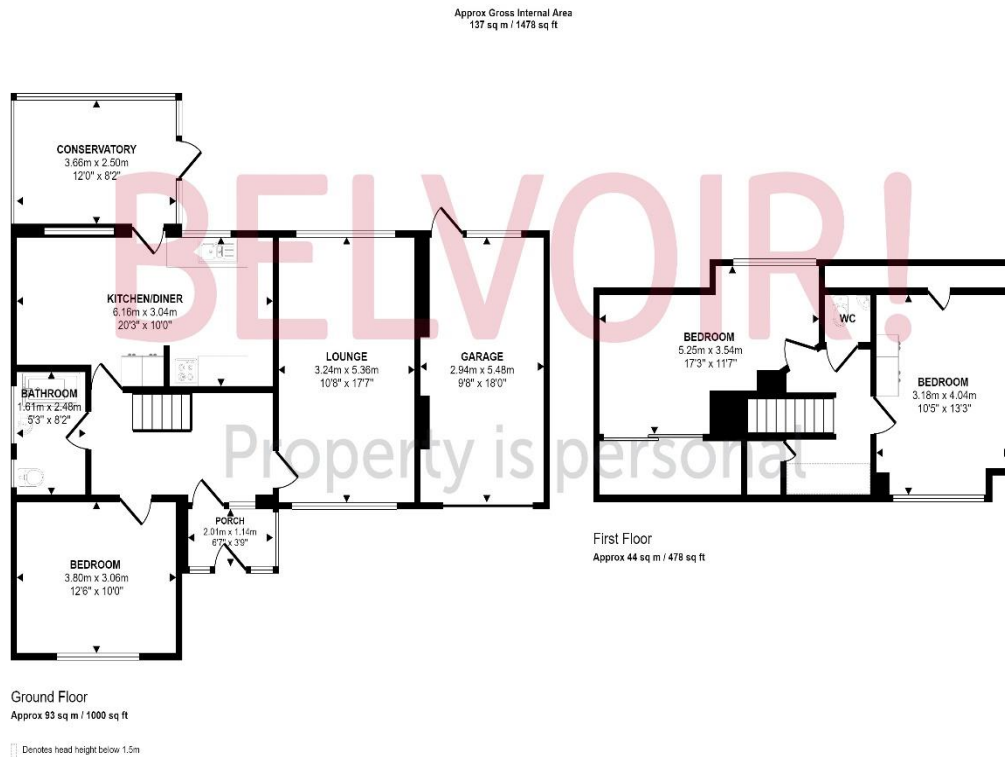 Approx Gross Internal Area
137 sq m / 1478 sq ft
CONSERVATORY
3.66m x 2.50m
12'0" x 8'2"
BELVOIR!
KITCHEN/DINER
6.16m x 3.04m
20'3" x 10'0"
LOUNGE
3.24m x 5.36m
10'8" x 17'7"
GARAGE
2.94m x 5.48m
9'8" x 18'0"
BATHROOM
1.61m x 2.48m
5'3" x 8'2"
BEDROOM
5.25m x 3.54m
17'3" x 11'7"
WC
BEDROOM
3.18m x 4.04m
10'5" x 13'3"
Property is personal
PORCH
2.01m x 1.14m
6'7" x 3'9"
BEDROOM
3.80m x 3.06m
12'6" x 10'0"
First Floor
Approx 44 sq m / 478 sq ft
Ground Floor
Approx 93 sq m / 1000 sq ft
Denotes head height below 1.5m